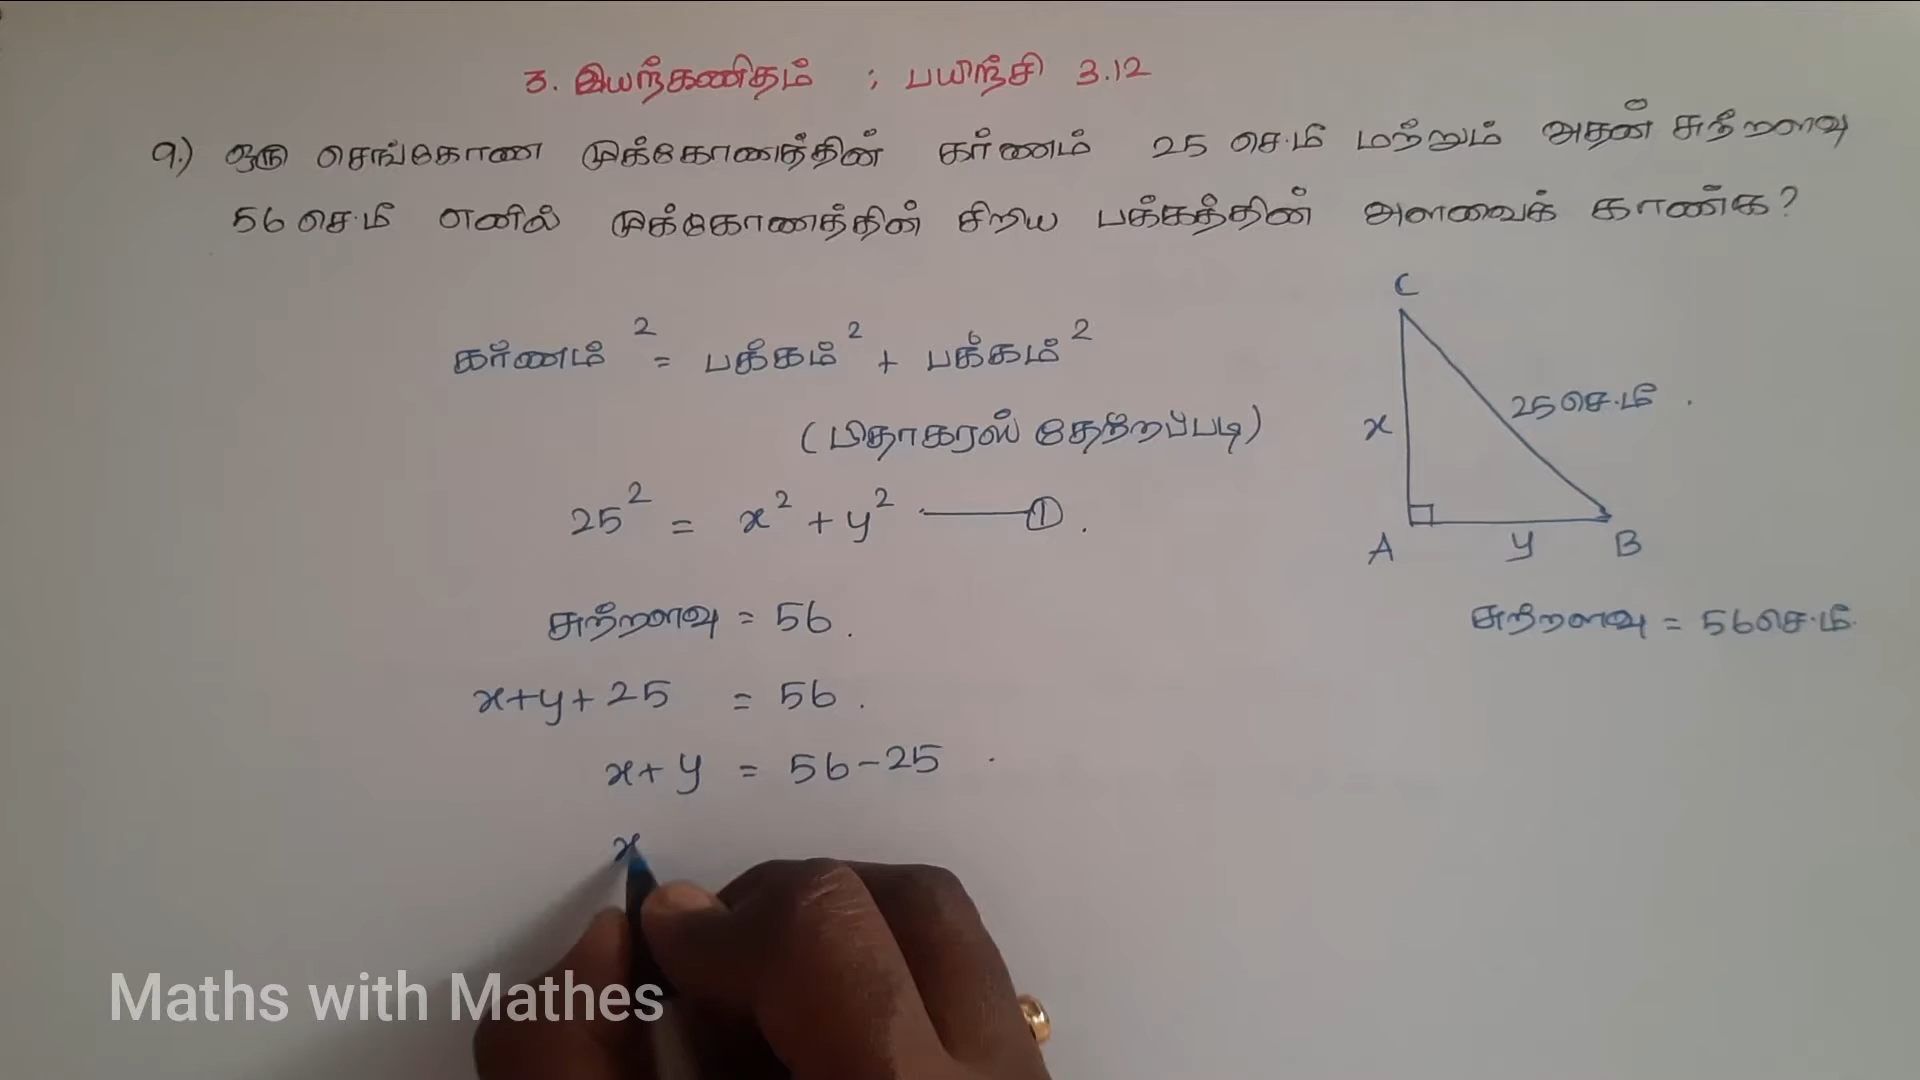 3. இயற்கணிதம் : பயிற்சி 3.12
9.) ஒரு செங்கோண முக்கோணத்தின் கர்ணம் 25 செ.மீ மற்றும் அதன் சுற்றளவு
56 செ.மீ எனில் முக்கோணத்தின் சிறிய பக்கத்தின் அளவைக் காண்க?
கர்ணம்² = பக்கம்² + பக்கம்²
(பிதாகரஸ் தேற்றப்படி)
25² = x² + y² —— ①.
சுற்றளவு = 56.
x+y+25 = 56.
x+y = 56-25
x
C
25 செ.மீ.
x
A
y
B
சுற்றளவு = 56 செ.மீ.
Maths with Mathes